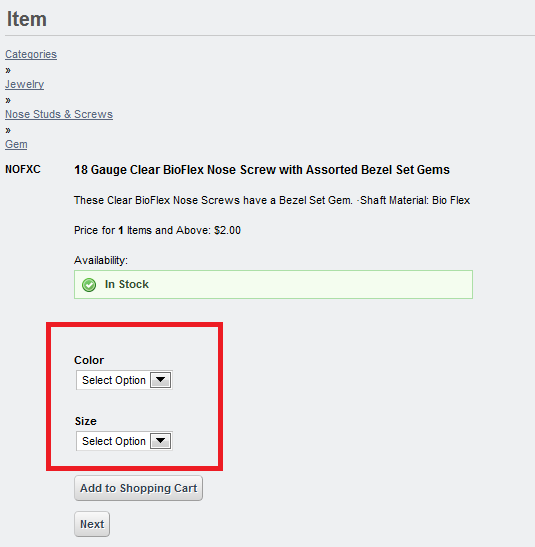 Item
Categories
»
Jewelry
»
Nose Studs & Screws
»
Gem
NOFXC
18 Gauge Clear BioFlex Nose Screw with Assorted Bezel Set Gems
These Clear BioFlex Nose Screws have a Bezel Set Gem. ·Shaft Material: Bio Flex
Price for 1 Items and Above: $2.00
Availability:
In Stock
Color
Select Option
Size
Select Option
Add to Shopping Cart
Next